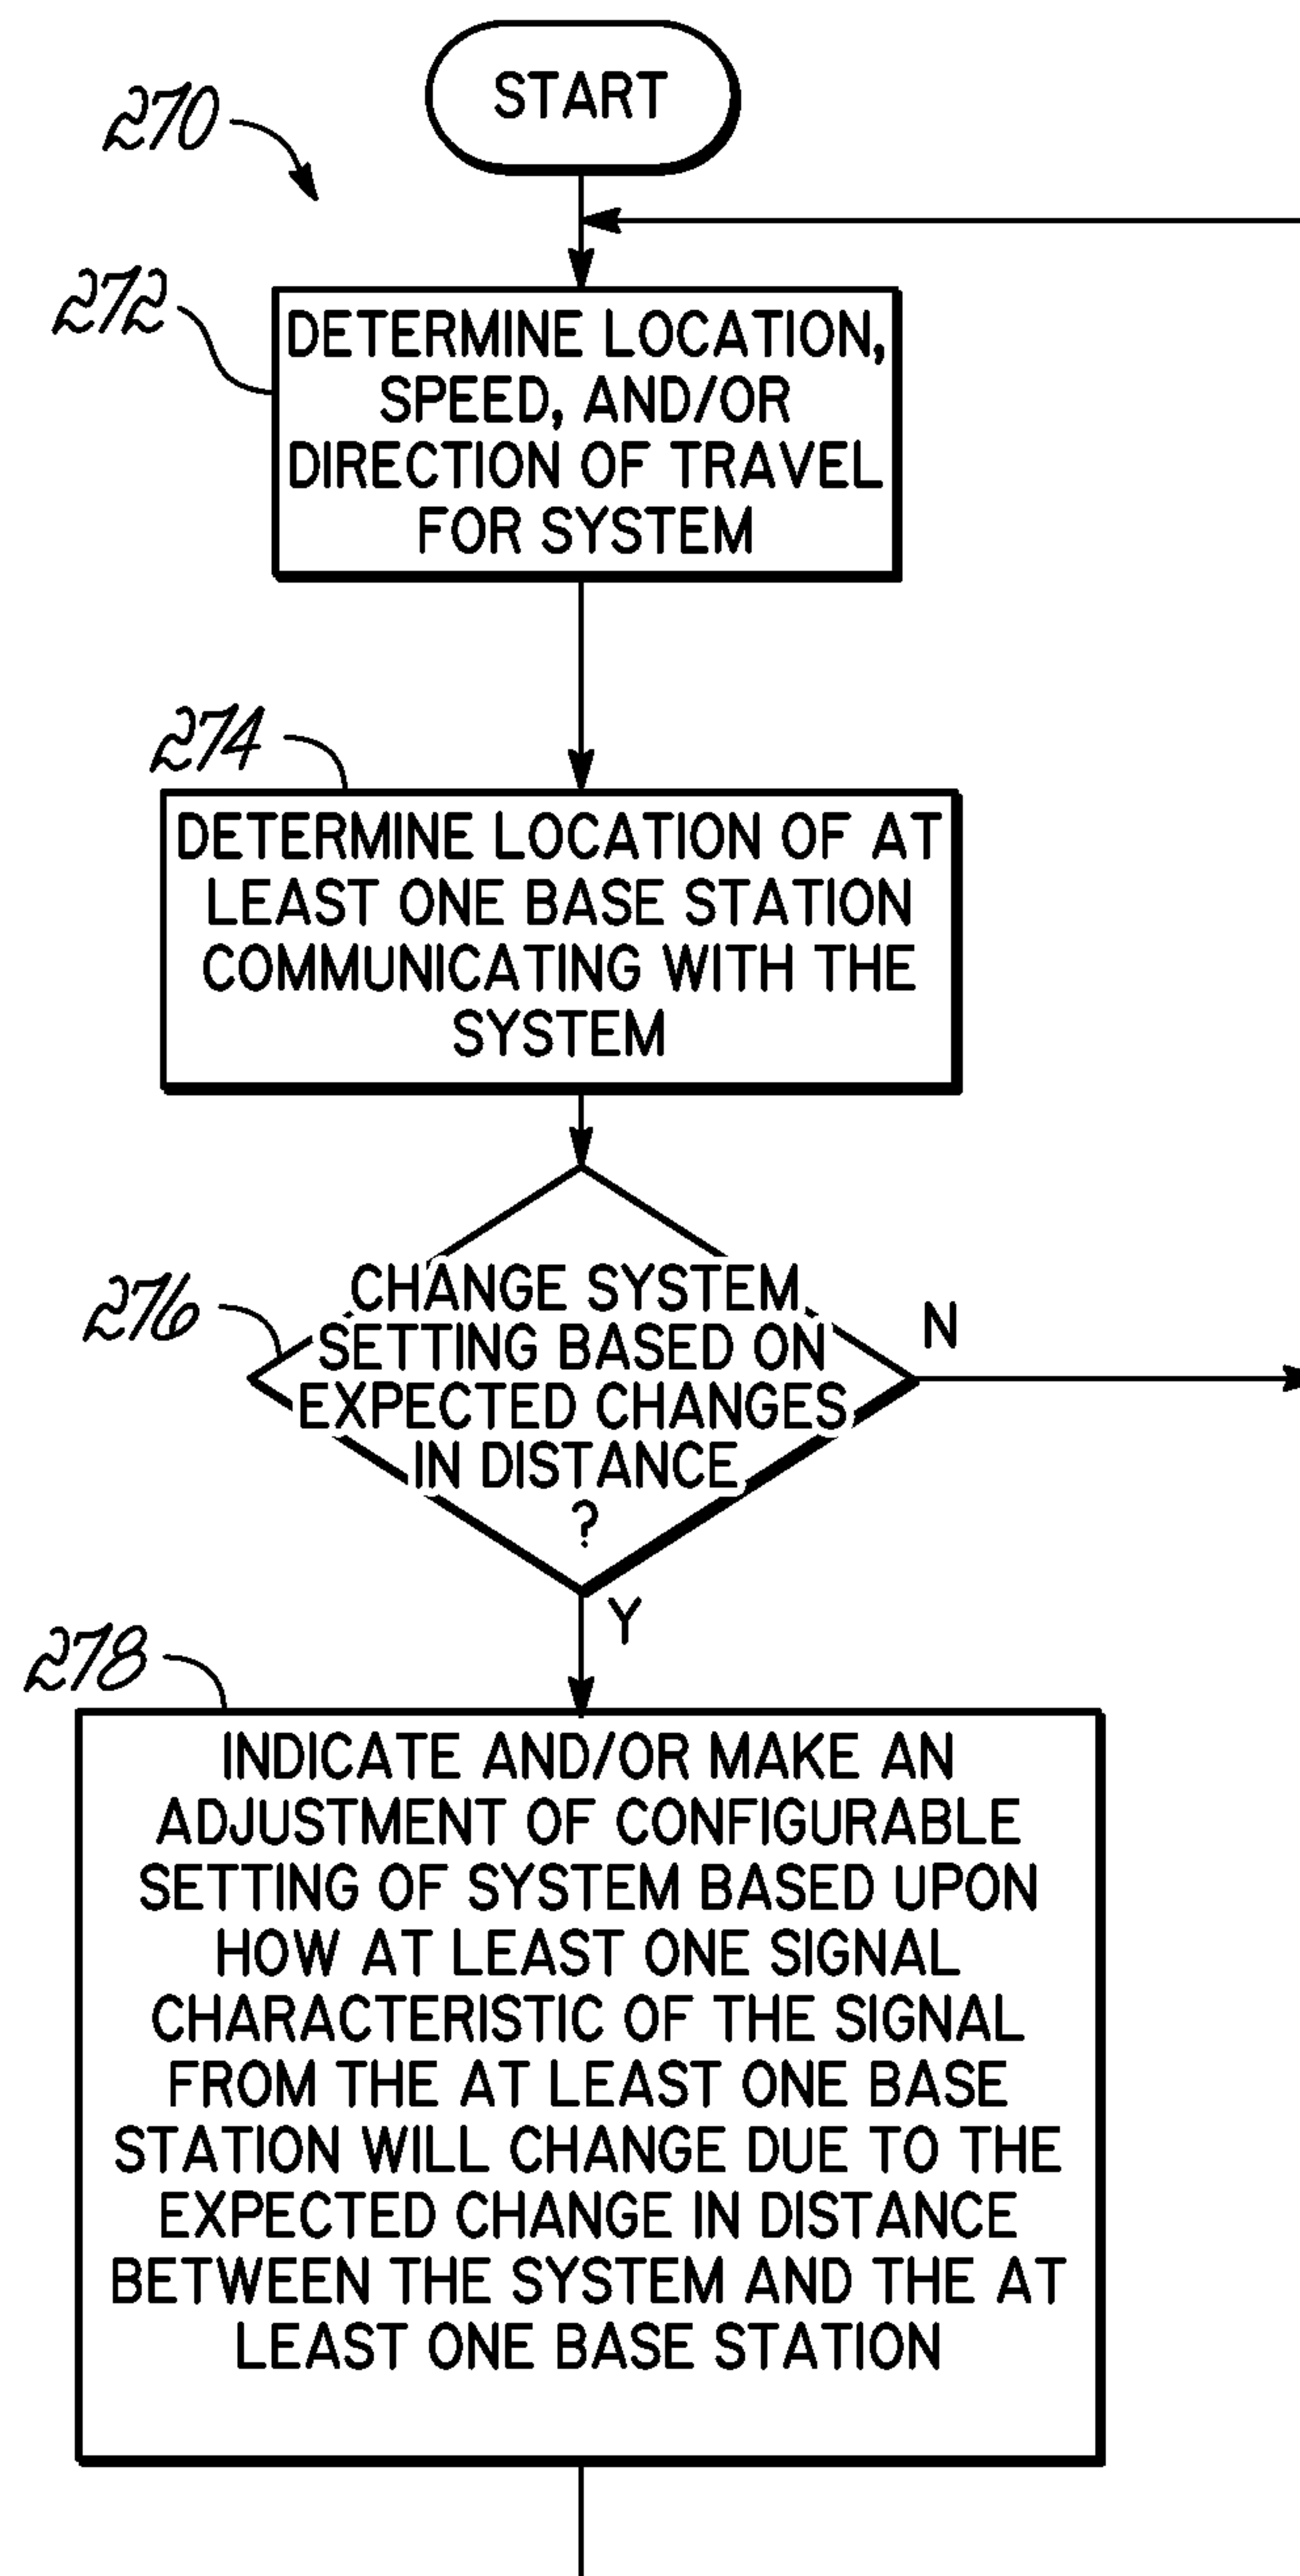 START
270
272
DETERMINE LOCATION,
SPEED, AND/OR
DIRECTION OF TRAVEL
FOR SYSTEM
274
DETERMINE LOCATION OF AT
LEAST ONE BASE STATION
COMMUNICATING WITH THE
SYSTEM
276
CHANGE SYSTEM
SETTING BASED ON
EXPECTED CHANGES
IN DISTANCE
?
N
Y
278
INDICATE AND/OR MAKE AN
ADJUSTMENT OF CONFIGURABLE
SETTING OF SYSTEM BASED UPON
HOW AT LEAST ONE SIGNAL
CHARACTERISTIC OF THE SIGNAL
FROM THE AT LEAST ONE BASE
STATION WILL CHANGE DUE TO THE
EXPECTED CHANGE IN DISTANCE
BETWEEN THE SYSTEM AND THE AT
LEAST ONE BASE STATION